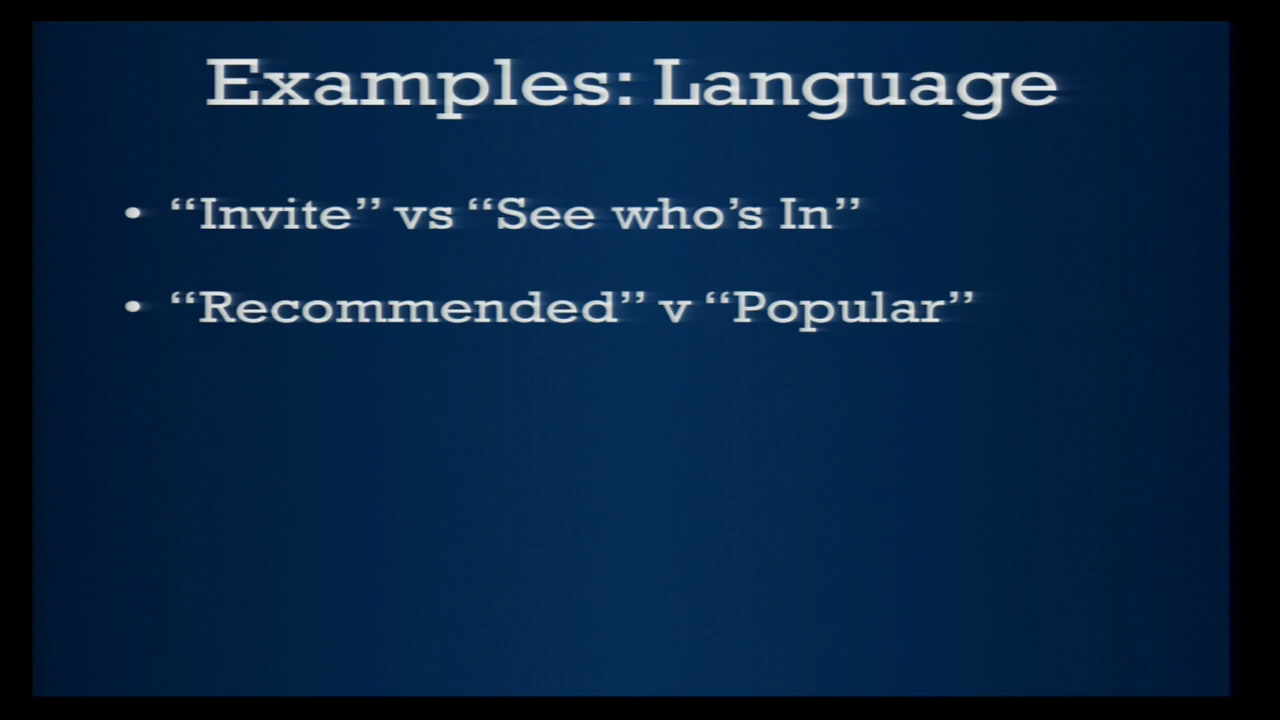 Examples: Language
• “Invite” vs “See who’s In”
• “Recommended” v “Popular”